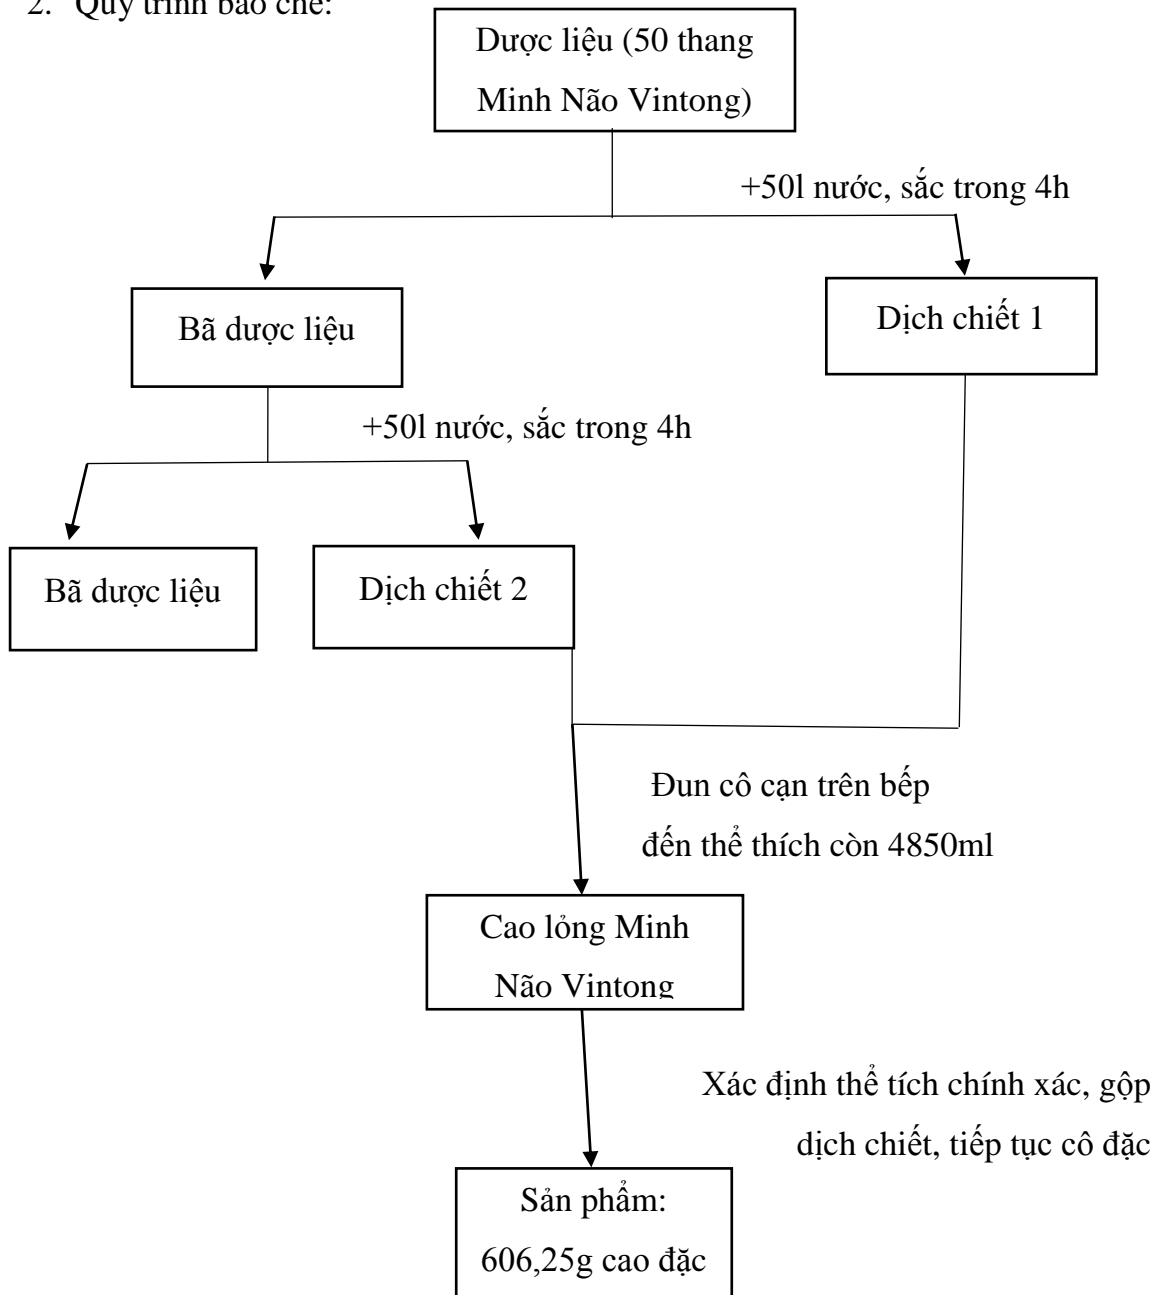 2. Quy trình bào chế:
Dược liệu (50 thang
Minh Não Vintong)
+50l nước, sắc trong 4h
Bã dược liệu
Dịch chiết 1
+50l nước, sắc trong 4h
Bã dược liệu
Dịch chiết 2
Đun cô cạn trên bếp
đến thể thích còn 4850ml
Cao lỏng Minh
Não Vintong
Xác định thể tích chính xác, gộp
dịch chiết, tiếp tục cô đặc
Sản phẩm:
606,25g cao đặc